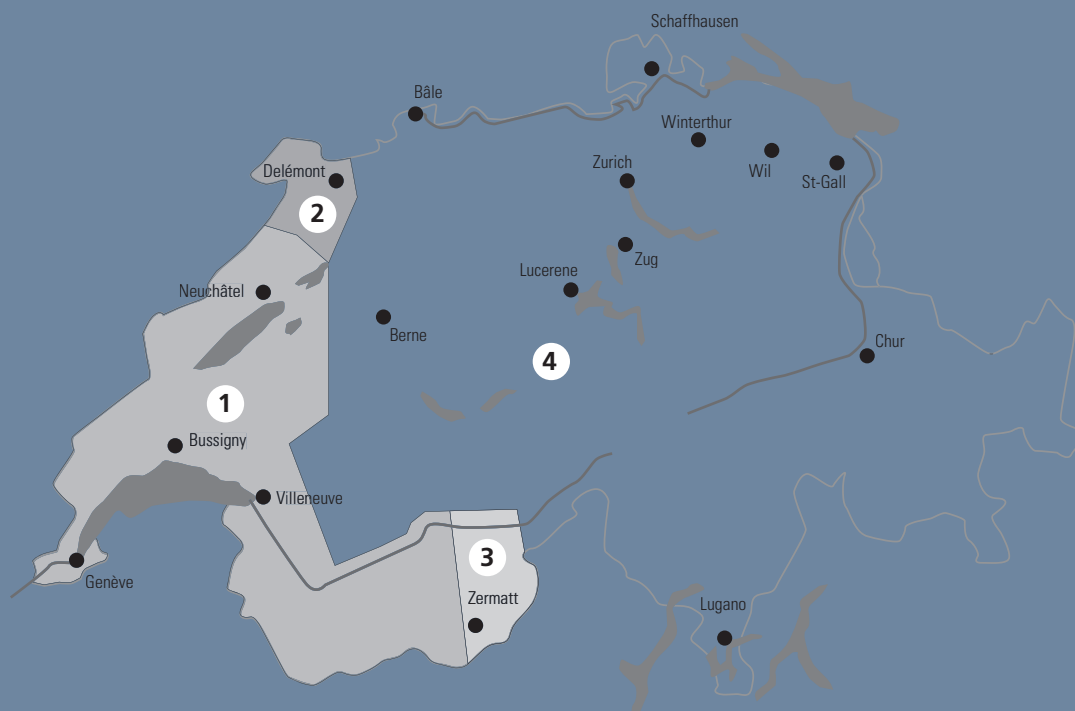 Schaffhausen
Bâle
Winterthur
Zurich
Wil
St-Gall
Delémont
2
Zug
Lucerene
Neuchâtel
Berne
Chur
4
1
Bussigny
Villeneuve
3
Genève
Zermatt
Lugano